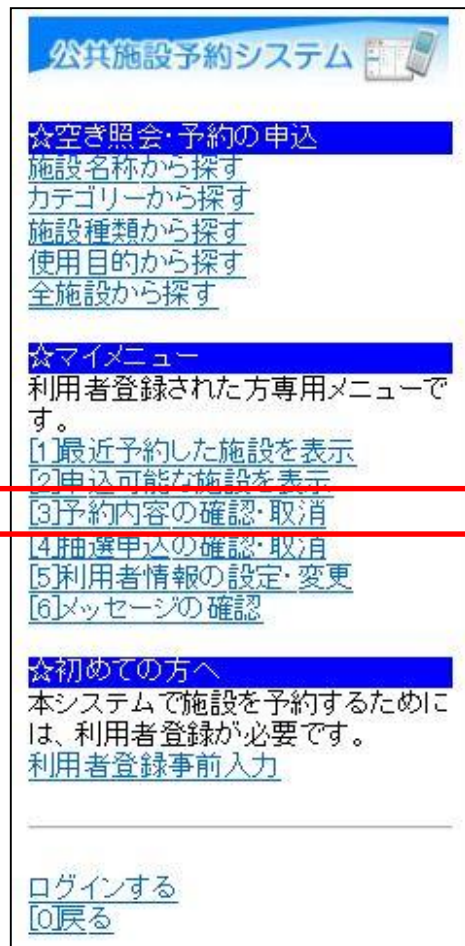 公共施設予約システム
☆空き照会・予約の申込
施設名称から探す
カテゴリーから探す
施設種類から探す
使用目的から探す
全施設から探す
☆マイメニュー
利用者登録された方専用メニューで
す。
[1]最近予約した施設を表示
[2]申込可能な施設を表示
[3]予約内容の確認・取消
[4]抽選申込の確認・取消
[5]利用者情報の設定・変更
[6]メッセージの確認
☆初めての方へ
本システムで施設を予約するために
は、利用者登録が必要です。
利用者登録事前入力
ログインする
[0]戻る